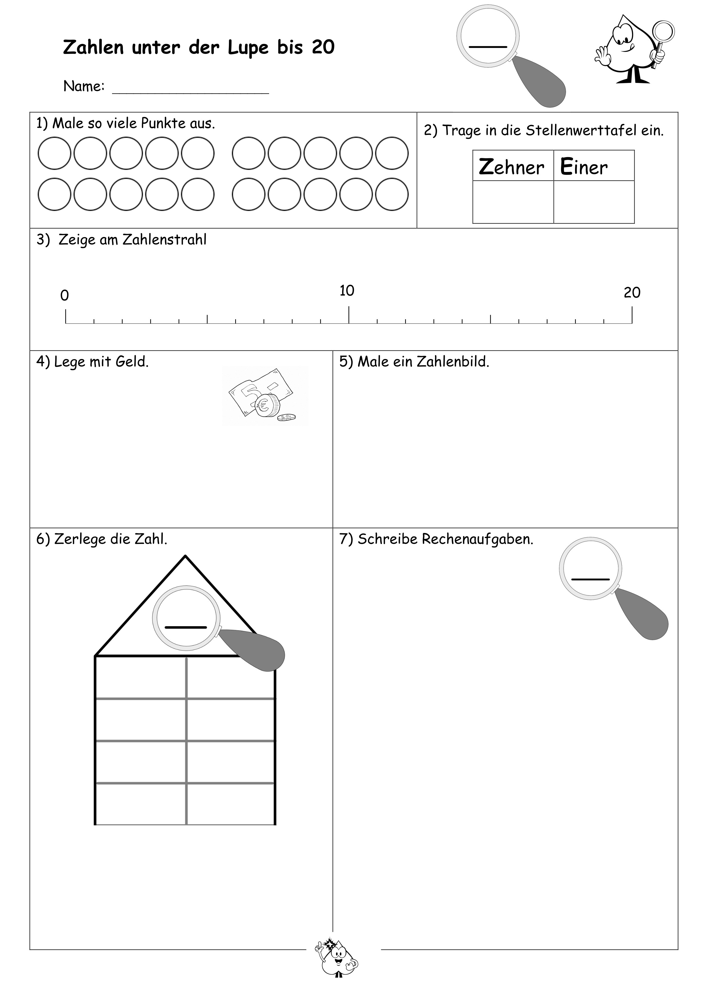 Zahlen unter der Lupe bis 20
Name: ______________________
1) Male so viele Punkte aus.
2) Trage in die Stellenwerttafel ein.
Zehner Einer
3) Zeige am Zahlenstrahl
0 10 20
4) Lege mit Geld.
5 €
20
5) Male ein Zahlenbild.
6) Zerlege die Zahl.
7) Schreibe Rechenaufgaben.